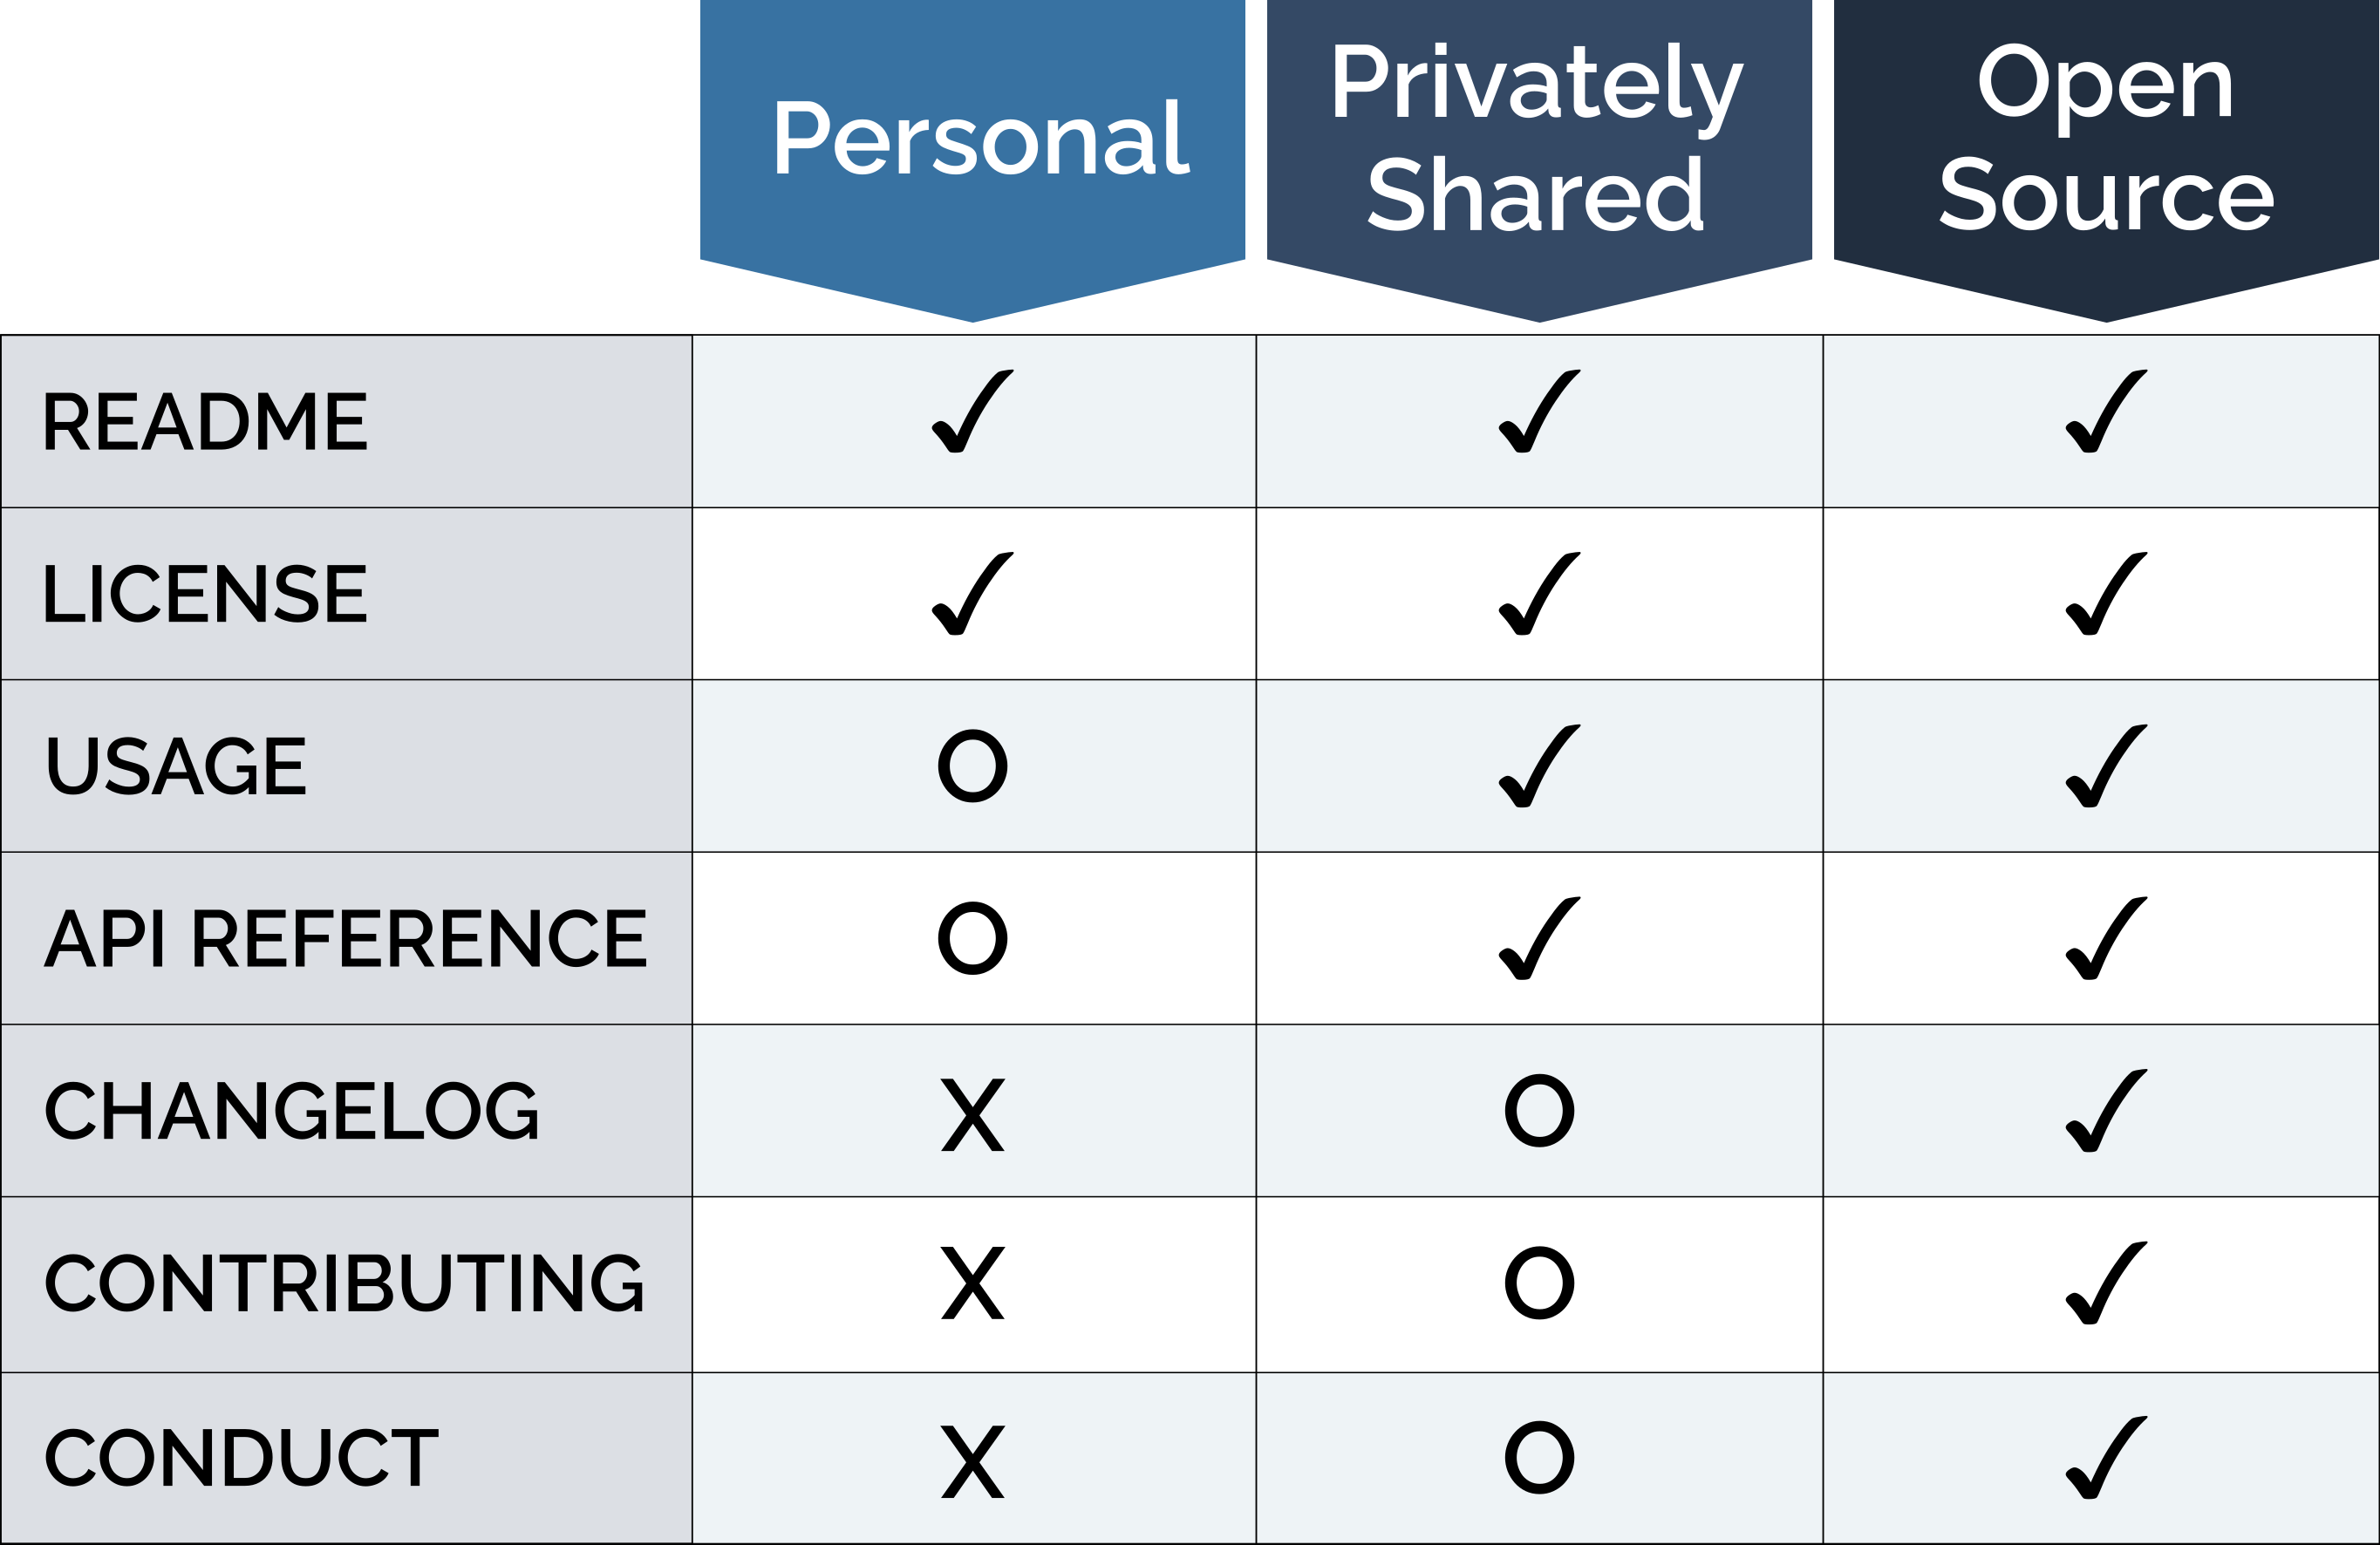 Personal
Privately
Shared
Open
Source
README ✓ ✓ ✓
LICENSE ✓ ✓ ✓
USAGE O ✓ ✓
API REFERENCE O ✓ ✓
CHANGELOG X O ✓
CONTRIBUTING X O ✓
CONDUCT X O ✓